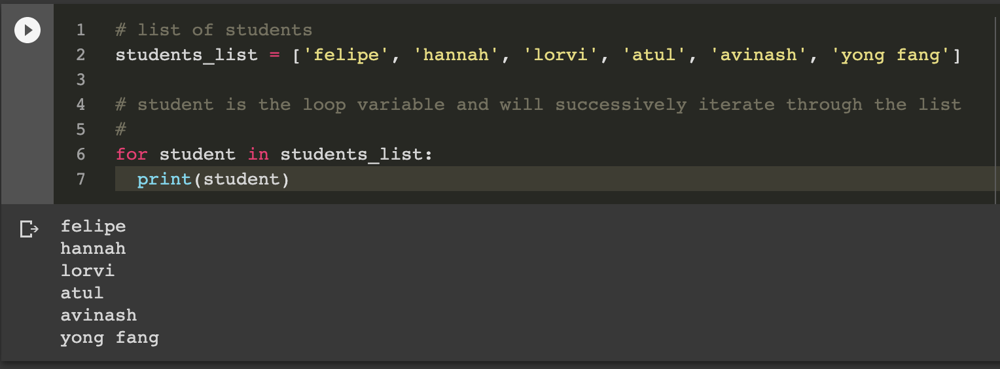 1 # list of students
2 students_list = ['felipe', 'hannah', 'lorvi', 'atul', 'avinash', 'yong fang']
3
4 # student is the loop variable and will successively iterate through the list
5 #
6 for student in students_list:
7   print(student)
felipe
hannah
lorvi
atul
avinash
yong fang